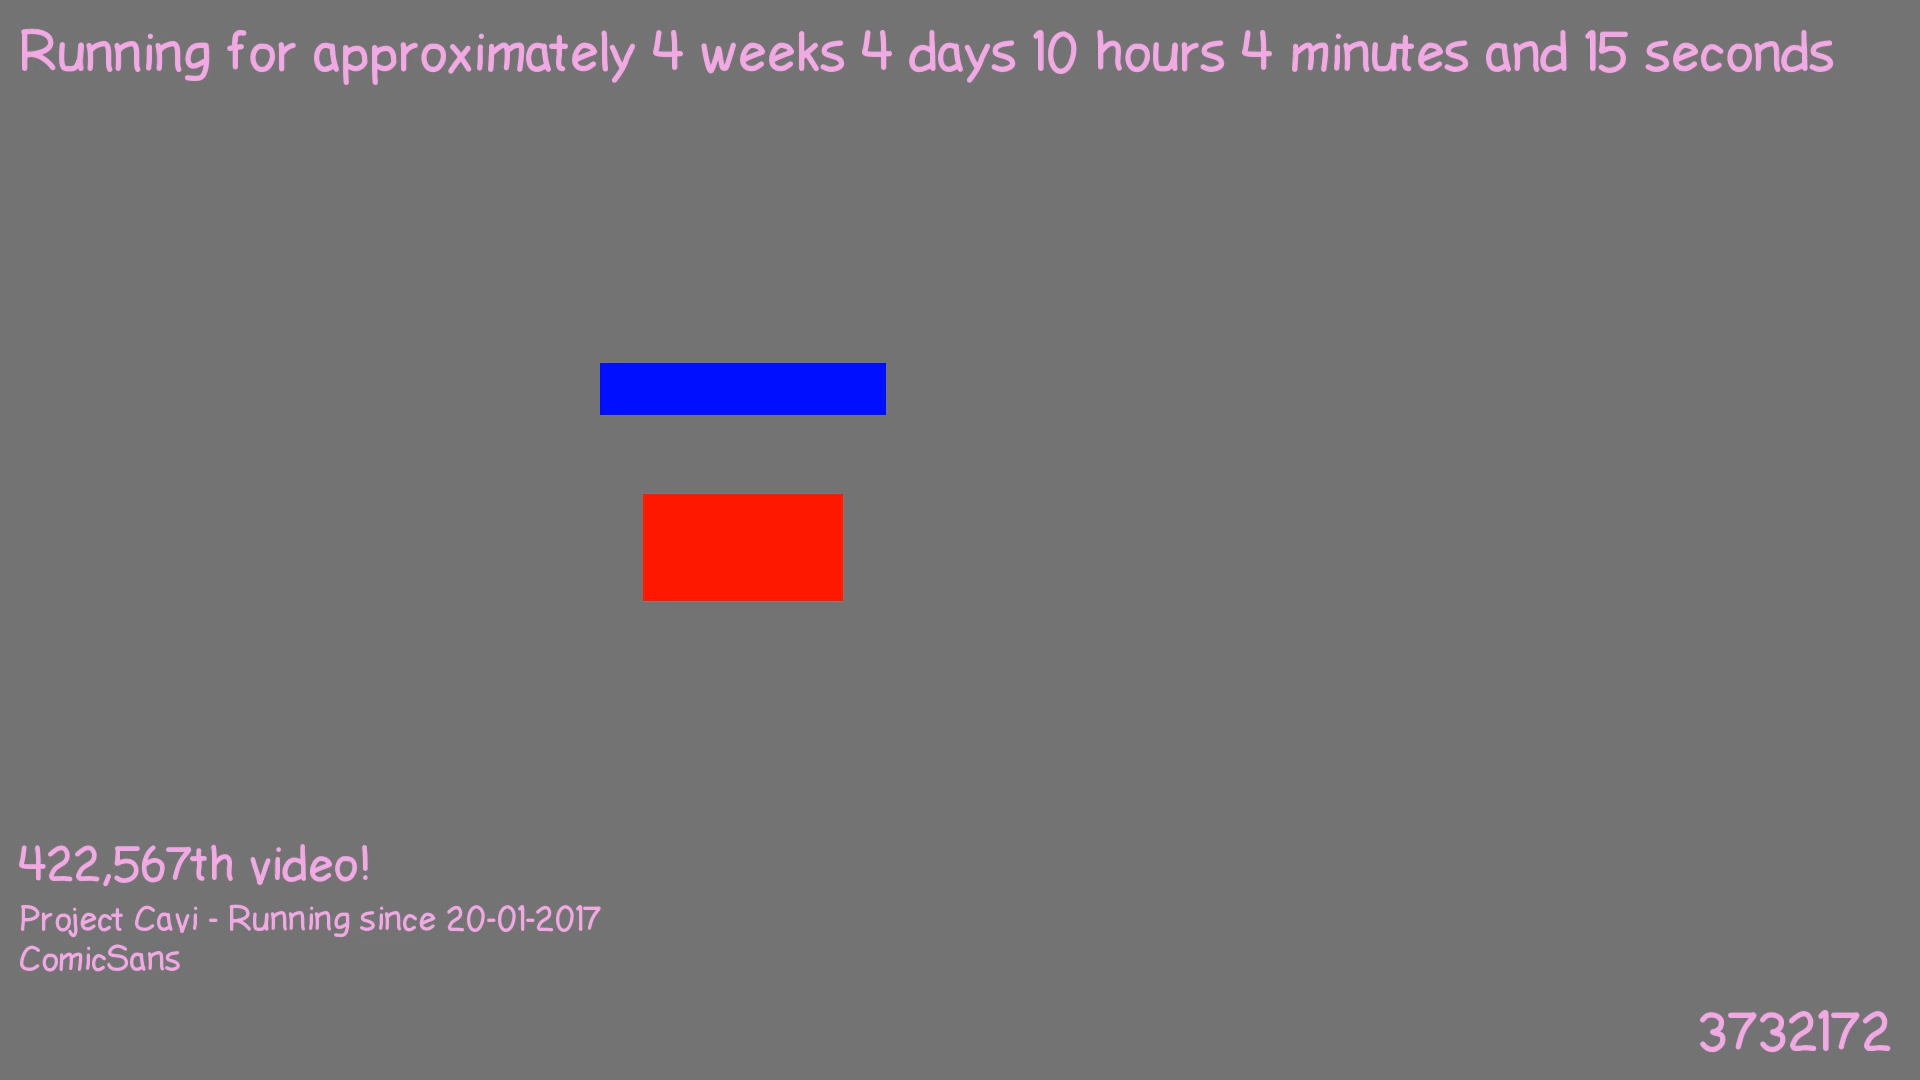 Running for approximately 4 weeks 4 days 10 hours 4 minutes and 15 seconds
422,567th video!
Project Cavi - Running since 20-01-2017
ComicSans
3732172